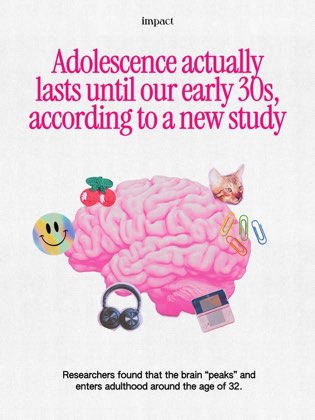 impact
Adolescence actually
lasts until our early 30s,
according to a new study
Researchers found that the brain “peaks” and
enters adulthood around the age of 32.